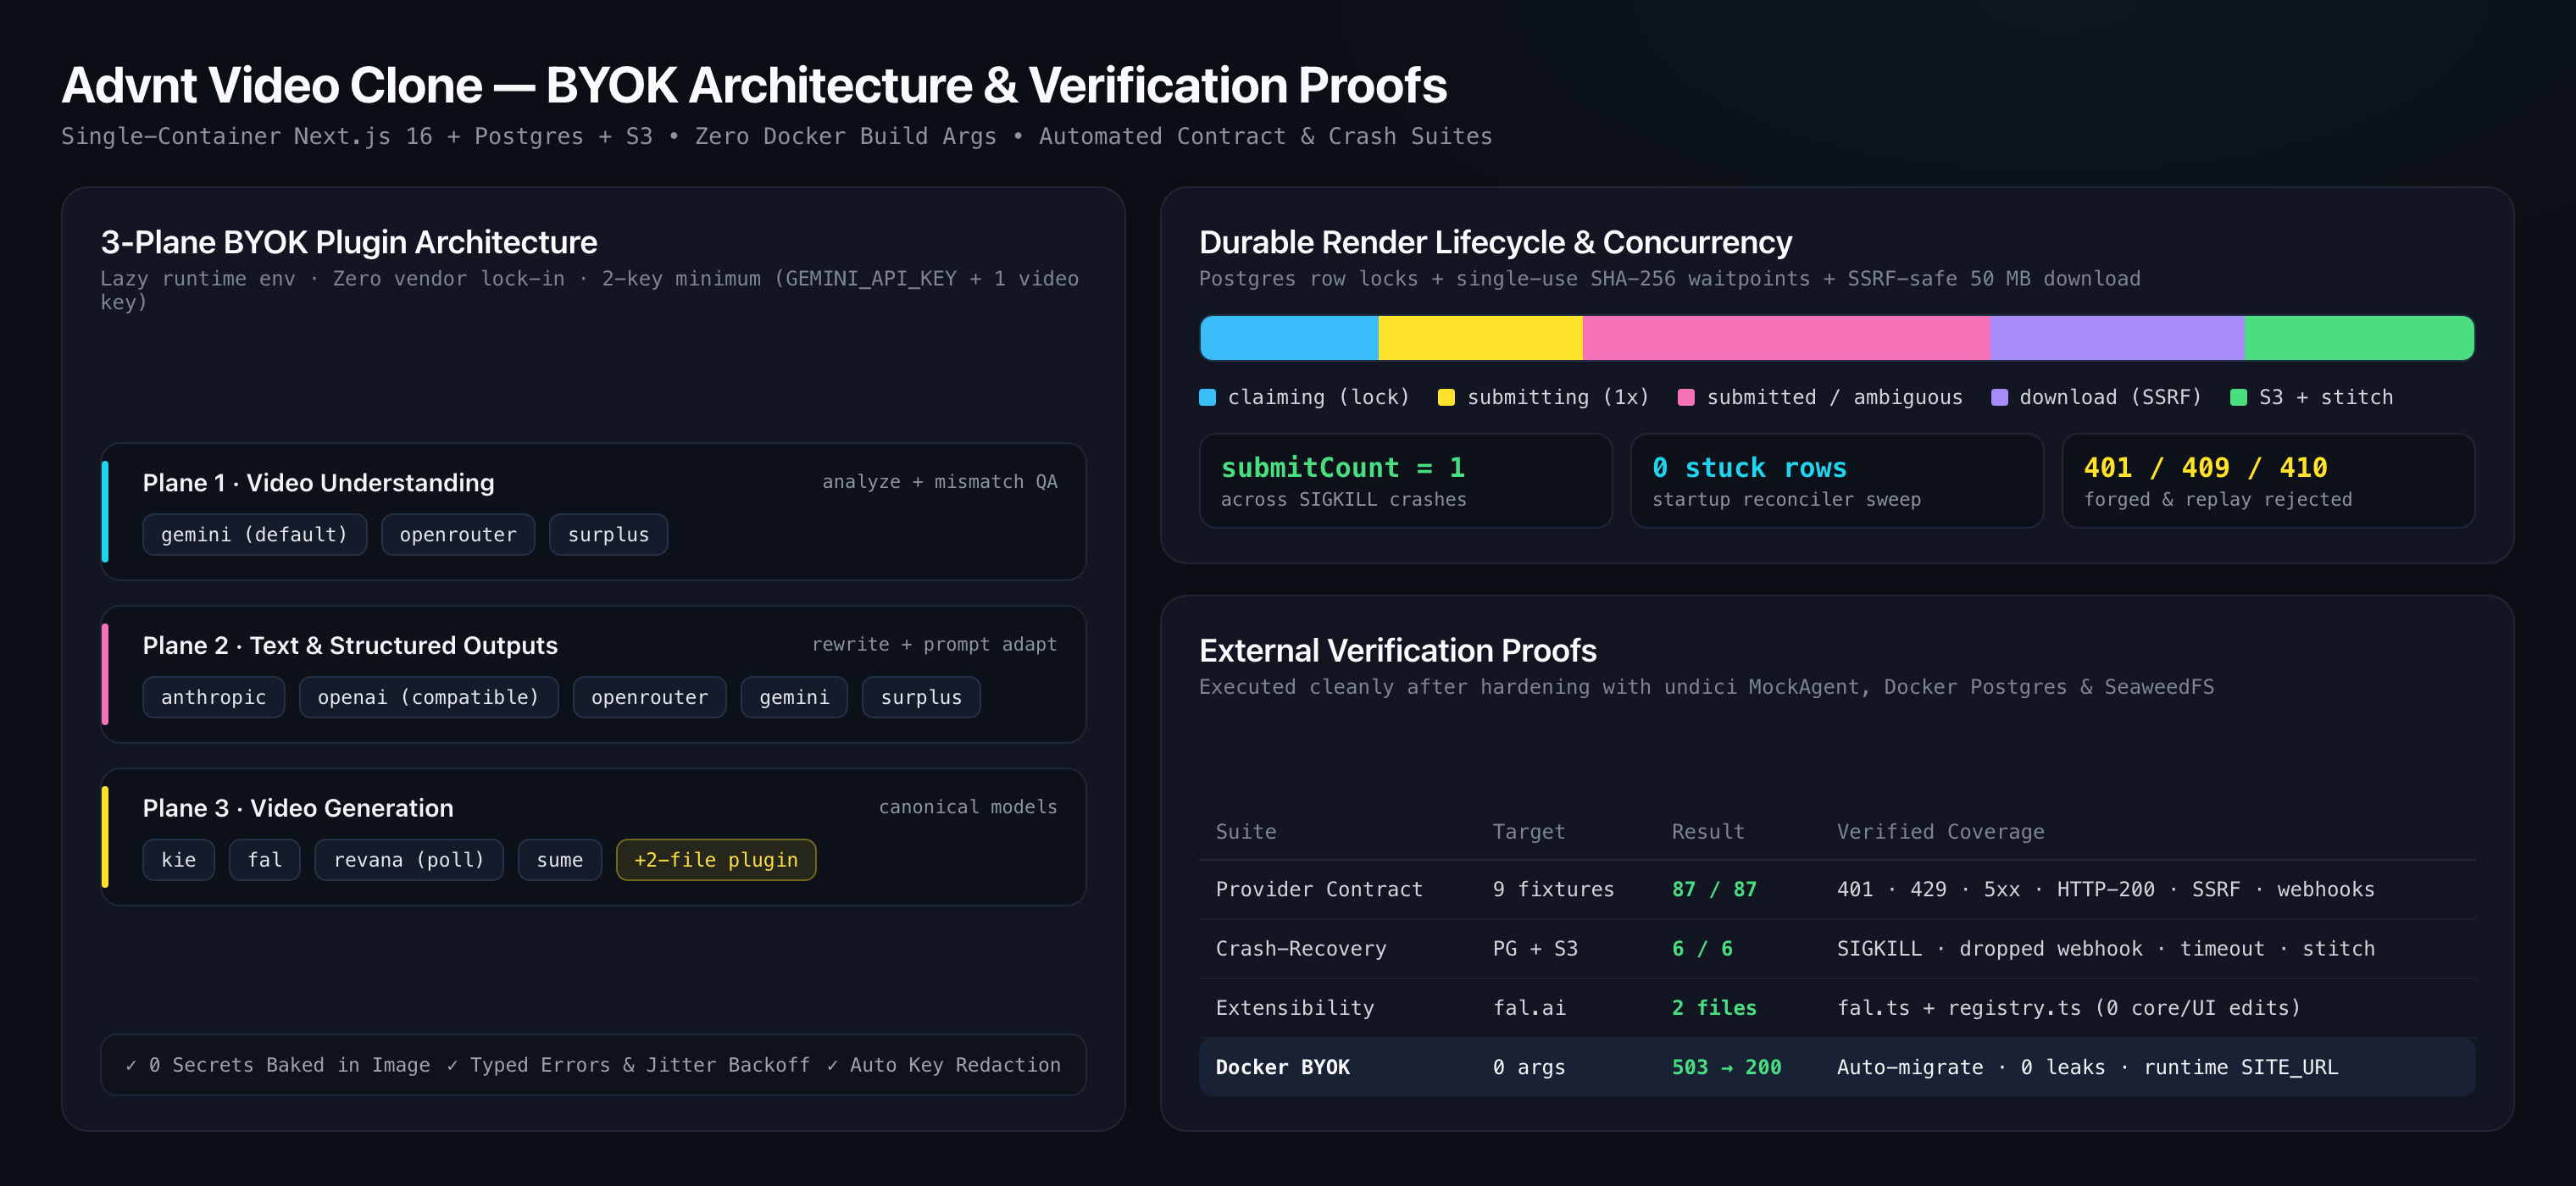 Advnt Video Clone — BYOK Architecture & Verification Proofs
Single-Container Next.js 16 + Postgres + S3 • Zero Docker Build Args • Automated Contract & Crash Suites
3-Plane BYOK Plugin Architecture
Lazy runtime env · Zero vendor lock-in · 2-key minimum (GEMINI_API_KEY + 1 video
key)
Plane 1 · Video Understanding
analyze + mismatch QA
gemini (default) openrouter surplus
Plane 2 · Text & Structured Outputs
rewrite + prompt adapt
anthropic openai (compatible) openrouter gemini surplus
Plane 3 · Video Generation
canonical models
kie fal revana (poll) sume +2-file plugin
✓ 0 Secrets Baked in Image ✓ Typed Errors & Jitter Backoff ✓ Auto Key Redaction
Durable Render Lifecycle & Concurrency
Postgres row locks + single-use SHA-256 waitpoints + SSRF-safe 50 MB download
claiming (lock) submitting (1x) submitted / ambiguous download (SSRF) S3 + stitch
submitCount = 1
across SIGKILL crashes
0 stuck rows
startup reconciler sweep
401 / 409 / 410
forged & replay rejected
External Verification Proofs
Executed cleanly after hardening with undici MockAgent, Docker Postgres & SeaweedFS
Suite Target Result Verified Coverage
Provider Contract 9 fixtures 87 / 87 401 · 429 · 5xx · HTTP-200 · SSRF · webhooks
Crash-Recovery PG + S3 6 / 6 SIGKILL · dropped webhook · timeout · stitch
Extensibility fal.ai 2 files fal.ts + registry.ts (0 core/UI edits)
Docker BYOK 0 args 503 → 200 Auto-migrate · 0 leaks · runtime SITE_URL